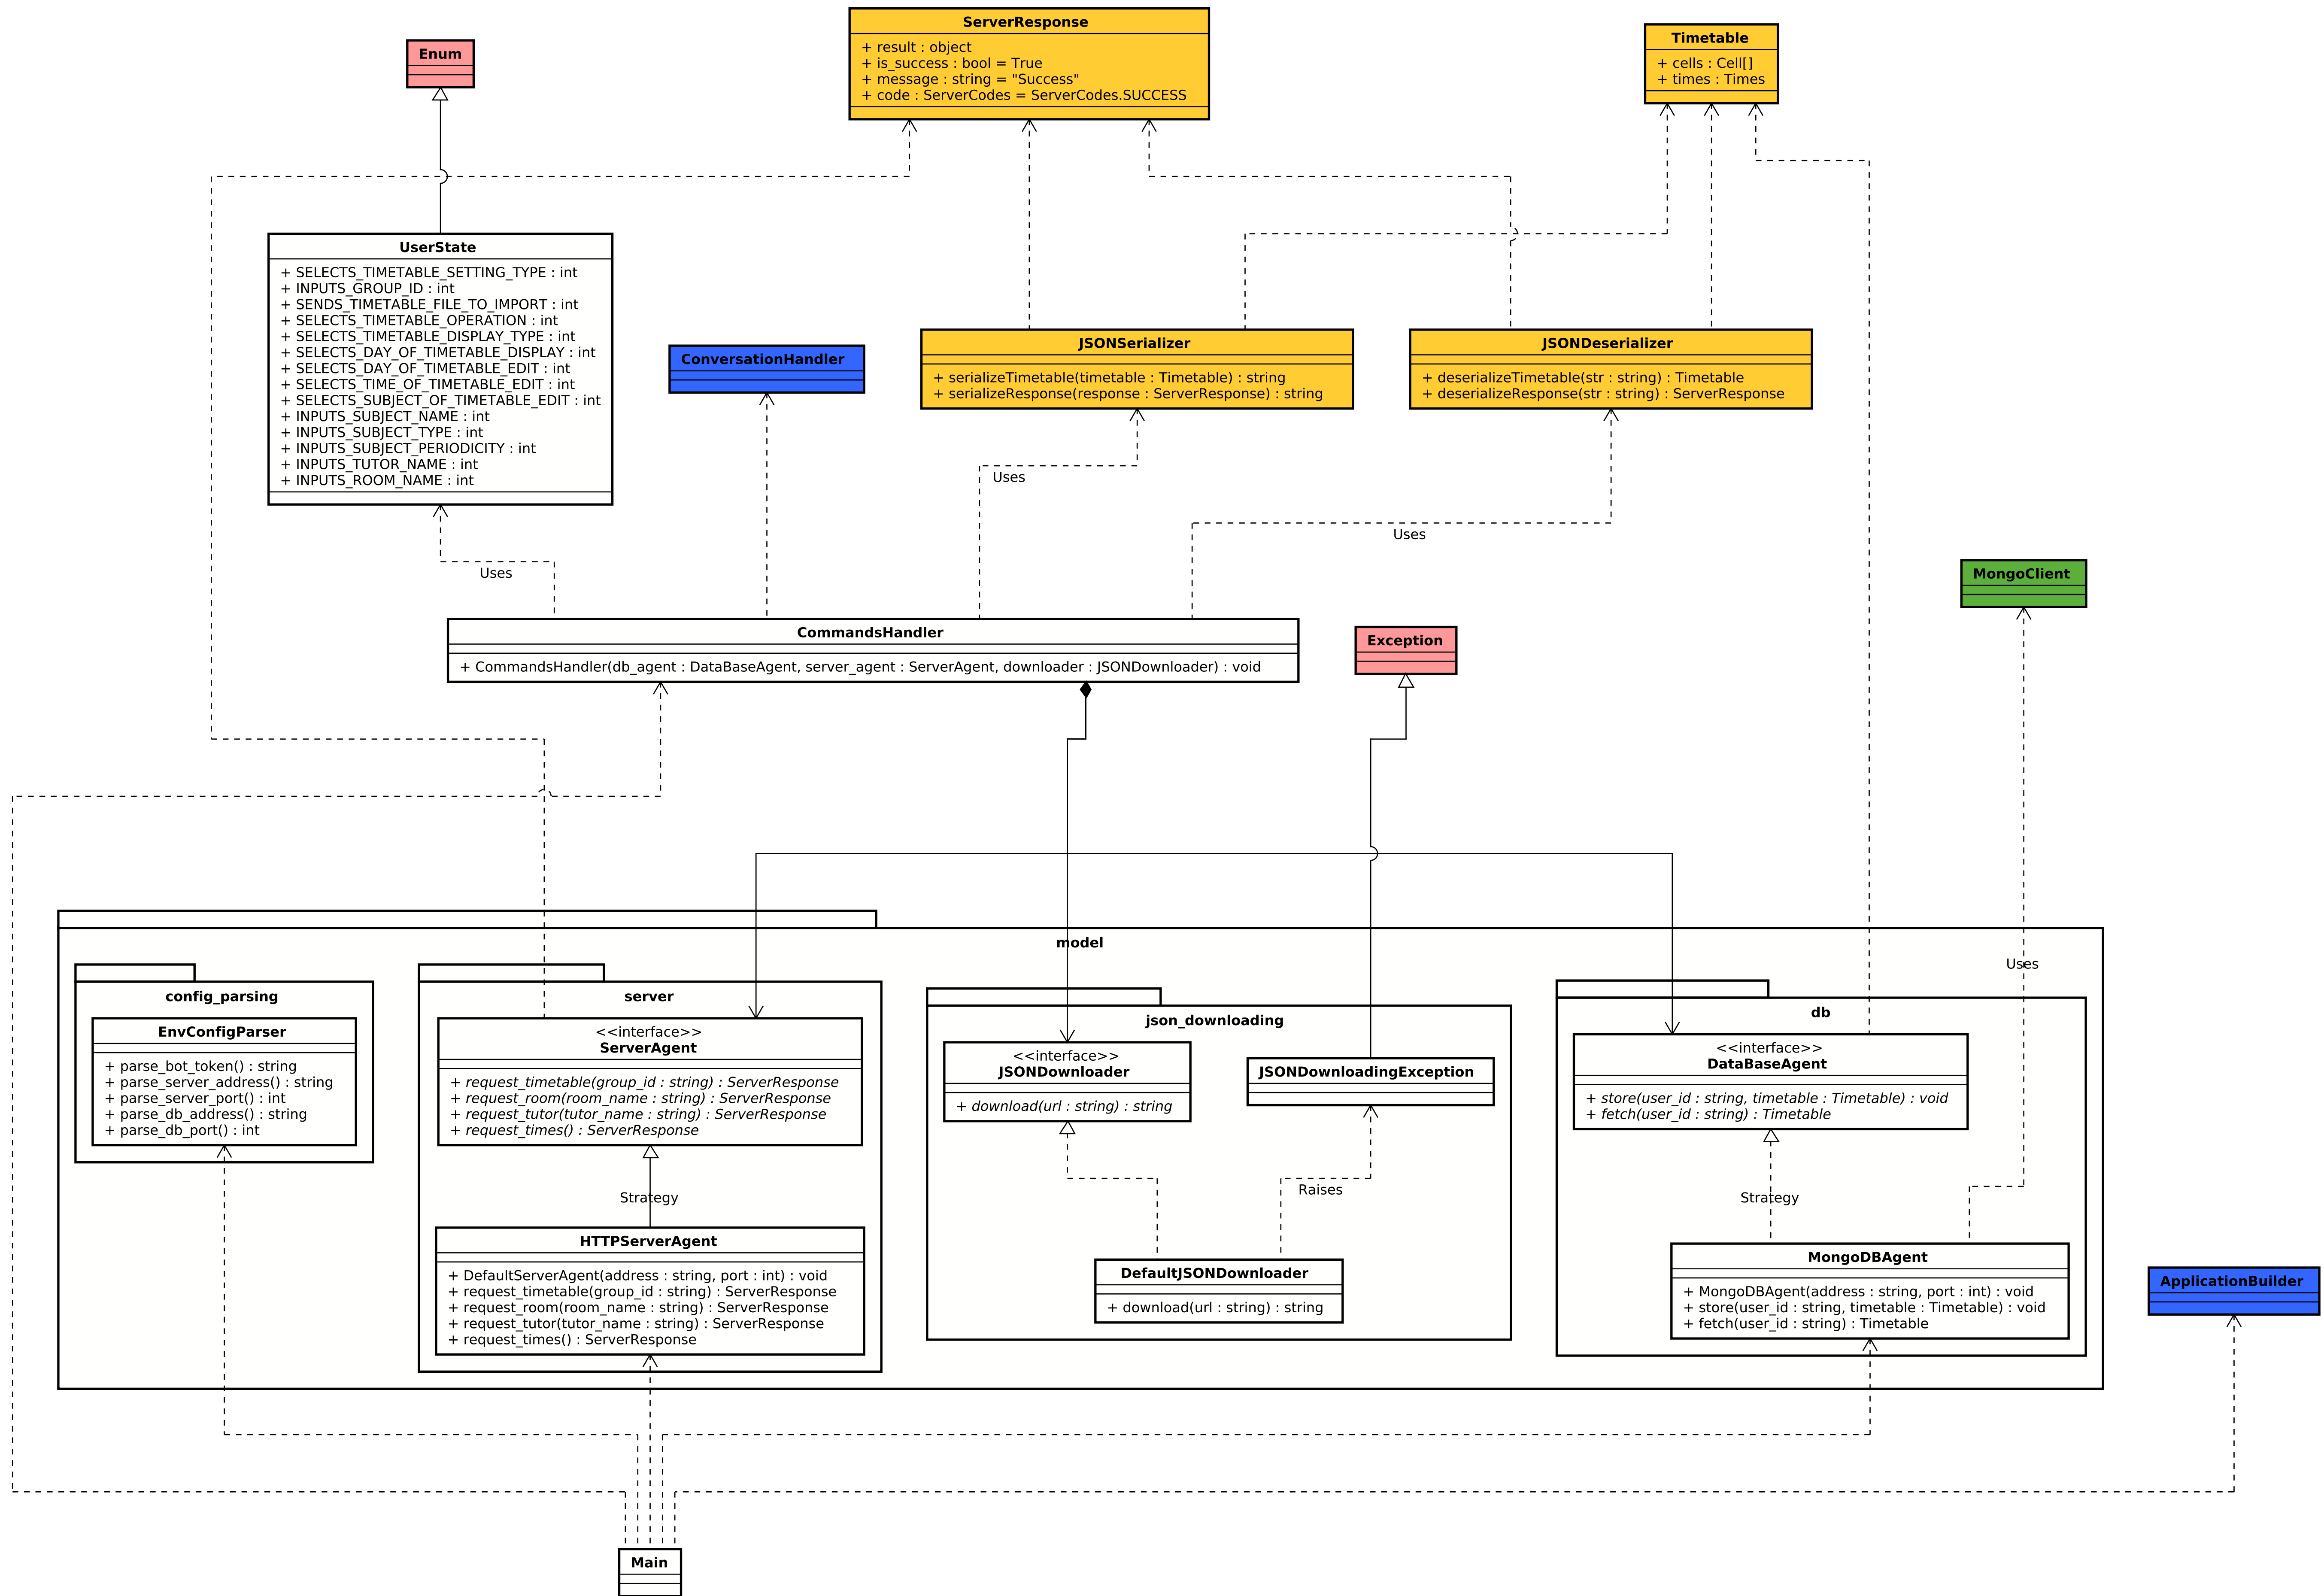 ServerResponse
+ result : object
+ is_success : bool = True
+ message : string = "Success"
+ code : ServerCodes = ServerCodes.SUCCESS
Timetable
+ cells : Cell[]
+ times : Times
Enum
UserState
+ SELECTS_TIMETABLE_SETTING_TYPE : int
+ INPUTS_GROUP_ID : int
+ SENDS_TIMETABLE_FILE_TO_IMPORT : int
+ SELECTS_TIMETABLE_OPERATION : int
+ SELECTS_TIMETABLE_DISPLAY_TYPE : int
+ SELECTS_DAY_OF_TIMETABLE_DISPLAY : int
+ SELECTS_DAY_OF_TIMETABLE_EDIT : int
+ SELECTS_TIME_OF_TIMETABLE_EDIT : int
+ SELECTS_SUBJECT_OF_TIMETABLE_EDIT : int
+ INPUTS_SUBJECT_NAME : int
+ INPUTS_SUBJECT_TYPE : int
+ INPUTS_SUBJECT_PERIODICITY : int
+ INPUTS_TUTOR_NAME : int
+ INPUTS_ROOM_NAME : int
ConversationHandler
JSONSerializer
+ serializeTimetable(timetable : Timetable) : string
+ serializeResponse(response : ServerResponse) : string
JSONDeserializer
+ deserializeTimetable(str : string) : Timetable
+ deserializeResponse(str : string) : ServerResponse
Uses
Uses
Uses
MongoClient
CommandsHandler
+ CommandsHandler(db_agent : DataBaseAgent, server_agent : ServerAgent, downloader : JSONDownloader) : void
Exception
model
Uses
config_parsing
EnvConfigParser
+ parse_bot_token() : string
+ parse_server_address() : string
+ parse_server_port() : int
+ parse_db_address() : string
+ parse_db_port() : int
server
<<interface>>
ServerAgent
+ request_timetable(group_id : string) : ServerResponse
+ request_room(room_name : string) : ServerResponse
+ request_tutor(tutor_name : string) : ServerResponse
+ request_times() : ServerResponse
Strategy
HTTPServerAgent
+ DefaultServerAgent(address : string, port : int) : void
+ request_timetable(group_id : string) : ServerResponse
+ request_room(room_name : string) : ServerResponse
+ request_tutor(tutor_name : string) : ServerResponse
+ request_times() : ServerResponse
json_downloading
<<interface>>
JSONDownloader
+ download(url : string) : string
JSONDownloadingException
Raises
DefaultJSONDownloader
+ download(url : string) : string
db
<<interface>>
DataBaseAgent
+ store(user_id : string, timetable : Timetable) : void
+ fetch(user_id : string) : Timetable
Strategy
MongoDBAgent
+ MongoDBAgent(address : string, port : int) : void
+ store(user_id : string, timetable : Timetable) : void
+ fetch(user_id : string) : Timetable
ApplicationBuilder
Main